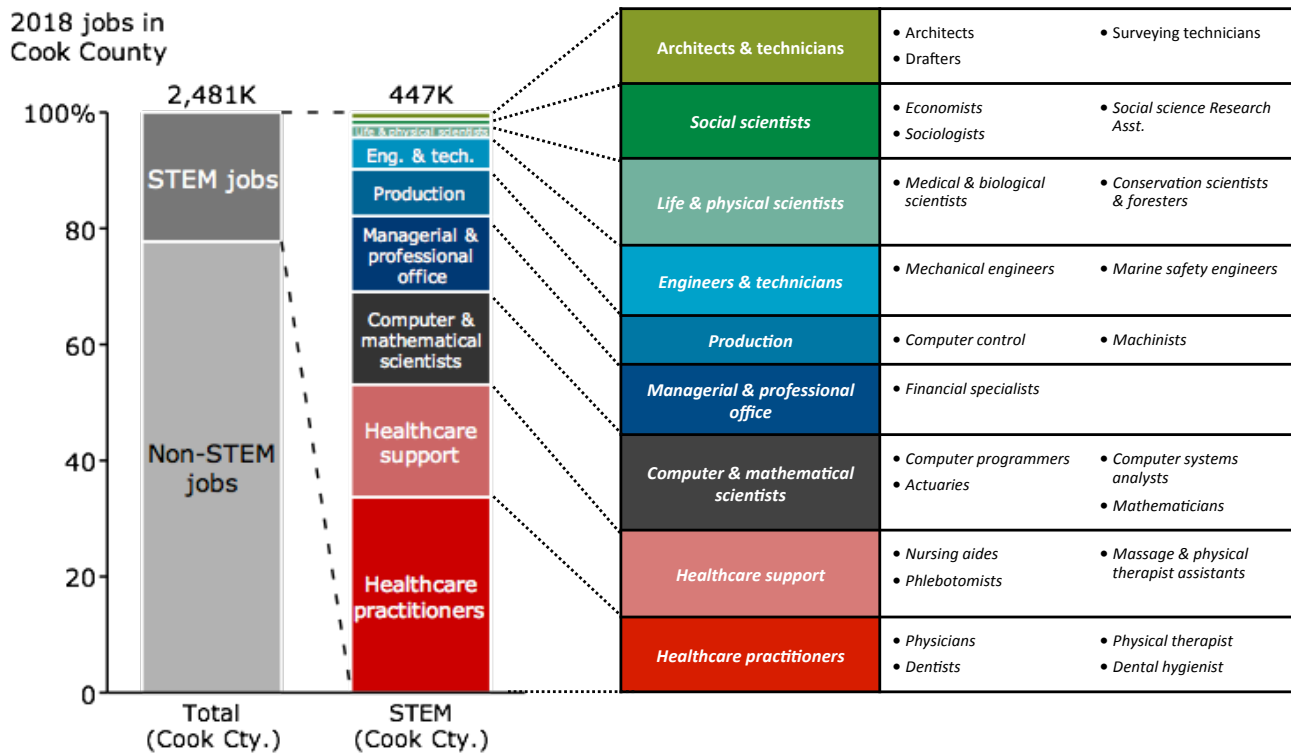 2018 jobs in
Cook County
2,481K
447K
100%
80
60
40
20
0
STEM jobs
Non-STEM
jobs
Life & physical scientists
Eng. & tech.
Production
Managerial &
professional
office
Computer &
mathematical
scientists
Healthcare
support
Healthcare
practitioners
Total
(Cook Cty.)
STEM
(Cook Cty.)
Architects & technicians
• Architects
• Drafters
• Surveying technicians
Social scientists
• Economists
• Sociologists
• Social science Research
Asst.
Life & physical scientists
• Medical & biological
scientists
• Conservation scientists
& foresters
Engineers & technicians
• Mechanical engineers
• Marine safety engineers
Production
• Computer control
• Machinists
Managerial & professional
office
• Financial specialists
Computer & mathematical
scientists
• Computer programmers
• Actuaries
• Computer systems
analysts
• Mathematicians
Healthcare support
• Nursing aides
• Phlebotomists
• Massage & physical
therapist assistants
Healthcare practitioners
• Physicians
• Dentists
• Physical therapist
• Dental hygienist